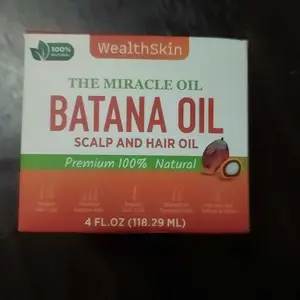 WealthSkin
100%
NATURAL
THE MIRACLE OIL
BATANA OIL
SCALP AND HAIR OIL
Premium 100% Natural
4 FL.OZ (118.29 ML)